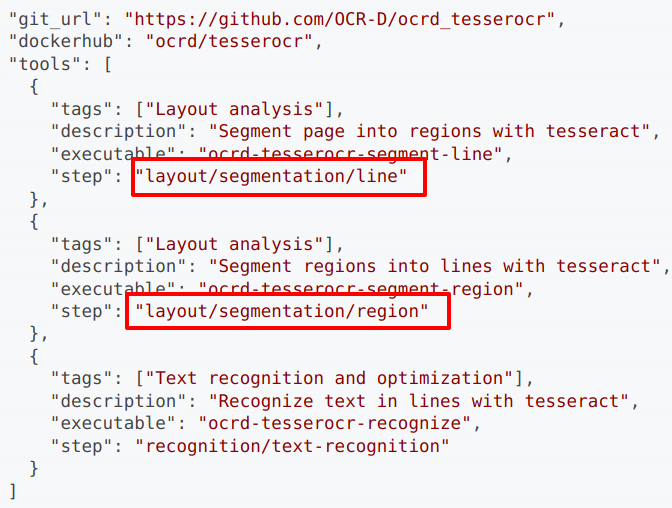 "git_url": "https://github.com/OCR-D/ocrd_tesserocr",
"dockerhub": "ocrd/tesserocr",
"tools": [
{
"tags": ["Layout analysis"],
"description": "Segment page into regions with tesseract",
"executable": "ocrd-tesserocr-segment-line",
"step": "layout/segmentation/line"
},
{
"tags": ["Layout analysis"],
"description": "Segment regions into lines with tesseract",
"executable": "ocrd-tesserocr-segment-region",
"step": "layout/segmentation/region"
},
{
"tags": ["Text recognition and optimization"],
"description": "Recognize text in lines with tesseract",
"executable": "ocrd-tesserocr-recognize",
"step": "recognition/text-recognition"
}
]